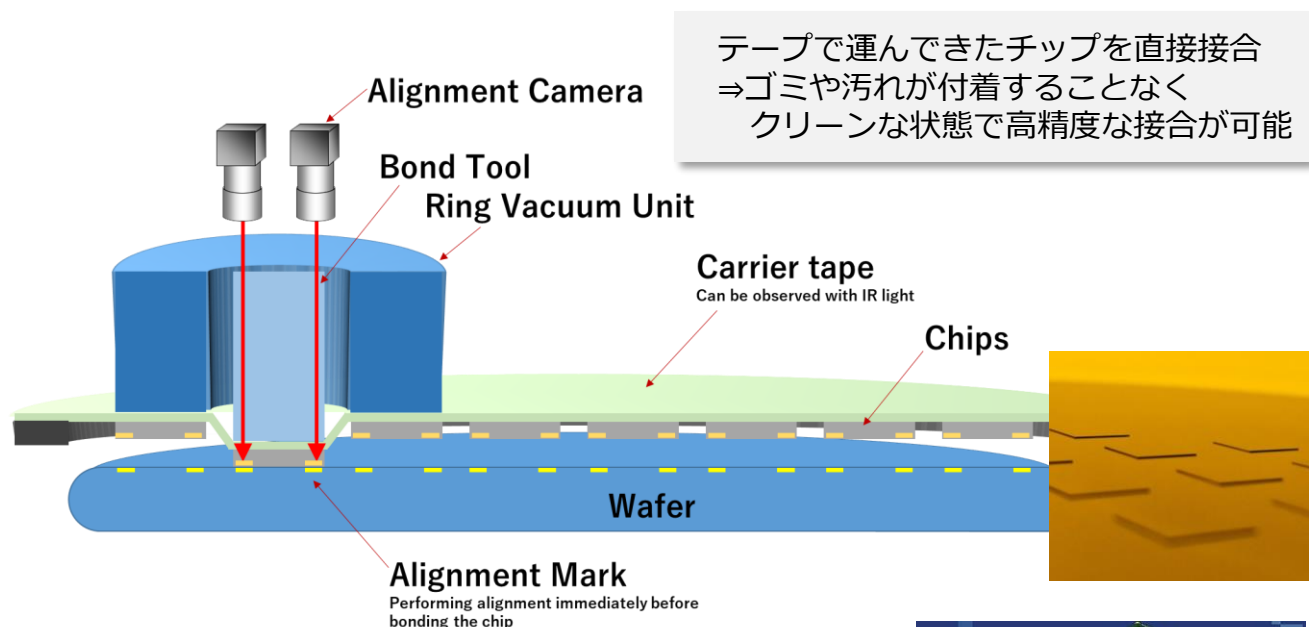 テープで運んできたチップを直接接合
⇒ゴミや汚れが付着することなく
クリーンな状態で高精度な接合が可能
Alignment Camera
Bond Tool
Ring Vacuum Unit
Carrier tape
Can be observed with IR light
Chips
Wafer
Alignment Mark
Performing alignment immediately before
bonding the chip